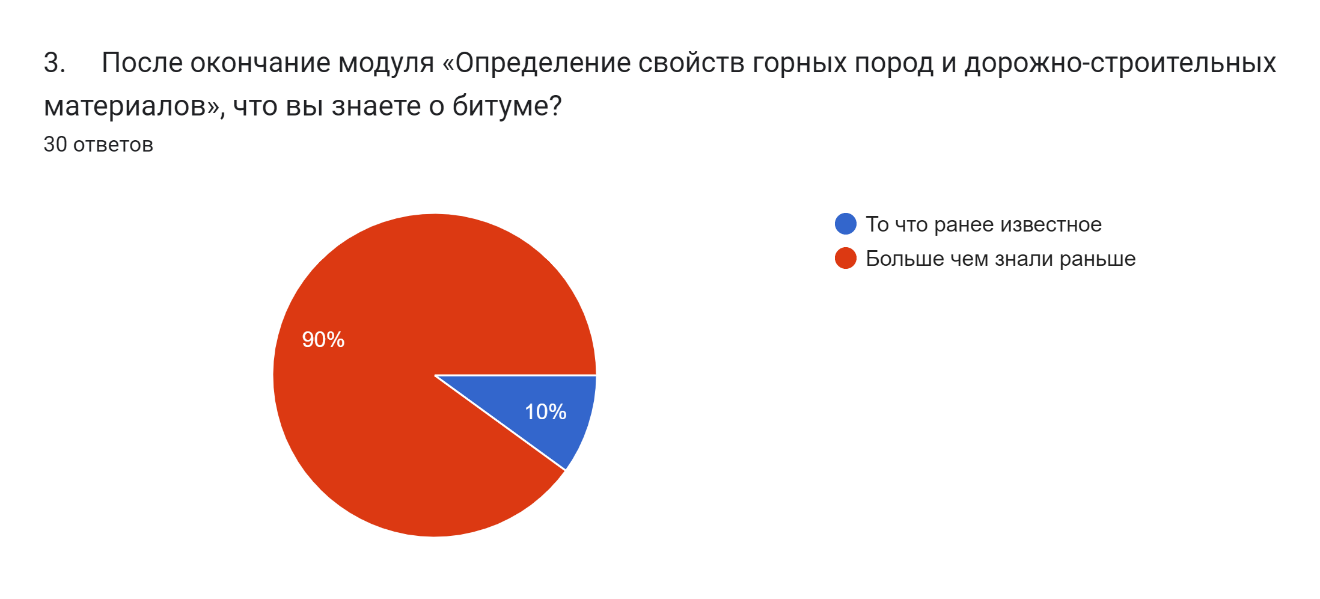 3. После окончание модуля «Определение свойств горных пород и дорожно-строительных
материалов», что вы знаете о битуме?
30 ответов
То что ранее известное
Больше чем знали раньше
90%
10%